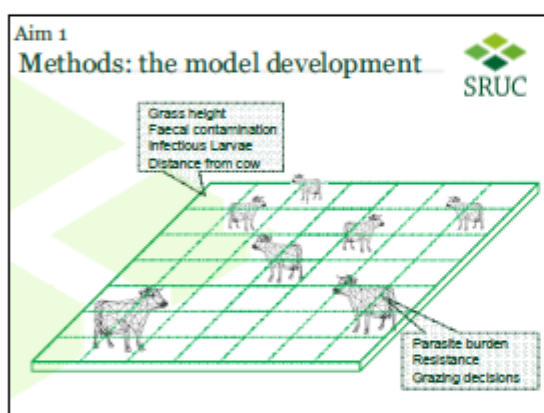 Aim 1
Methods: the model development
SRUC
Grass height
Faecal contamination
Infectious Larvae
Distance from cow
Parasite burden
Resistance
Grazing decisions